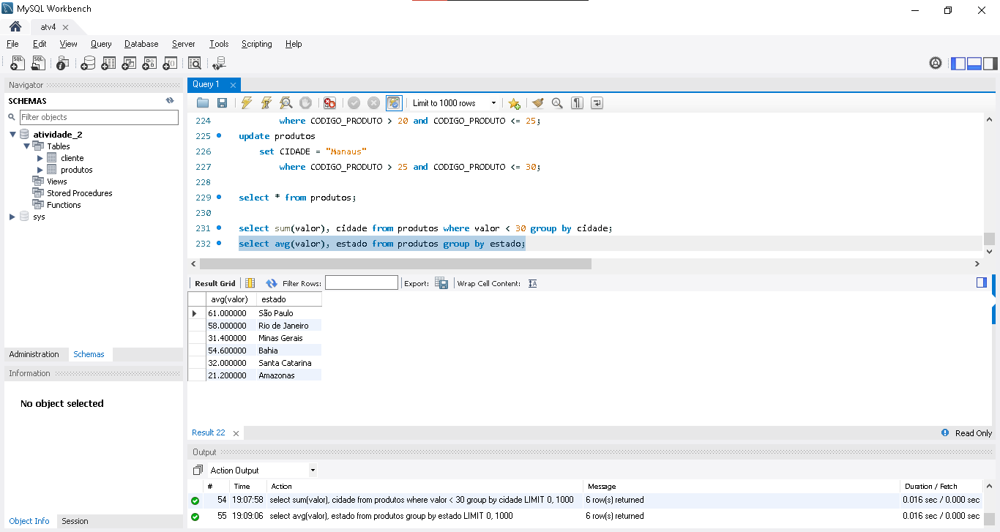 MySQL Workbench
atv4
File Edit View Query Database Server Tools Scripting Help
Navigator
SCHEMAS
Filter objects
atividade_2
Tables
cliente
produtos
Views
Stored Procedures
Functions
sys
Administration Schemas
Information
No object selected
Object Info Session
Query 1
Limit to 1000 rows
224 where CODIGO_PRODUTO > 20 and CODIGO_PRODUTO <= 25;
225 update produtos
226 set CIDADE = "Manaus"
227 where CODIGO_PRODUTO > 25 and CODIGO_PRODUTO <= 30;
228
229 select * from produtos;
230
231 select sum(valor), cidade from produtos where valor < 30 group by cidade;
232 select avg(valor), estado from produtos group by estado;
Result Grid Filter Rows: Export: Wrap Cell Content:
avg(valor) estado
61.000000 São Paulo
58.000000 Rio de Janeiro
31.400000 Minas Gerais
54.600000 Bahia
32.000000 Santa Catarina
21.200000 Amazonas
Result 22 Read Only
Output
Action Output
# Time Action Message Duration / Fetch
54 19:07:58 select sum(valor), cidade from produtos where valor < 30 group by cidade LIMIT 0, 1000 6 row(s) returned 0.016 sec / 0.000 sec
55 19:09:06 select avg(valor), estado from produtos group by estado LIMIT 0, 1000 6 row(s) returned 0.016 sec / 0.000 sec